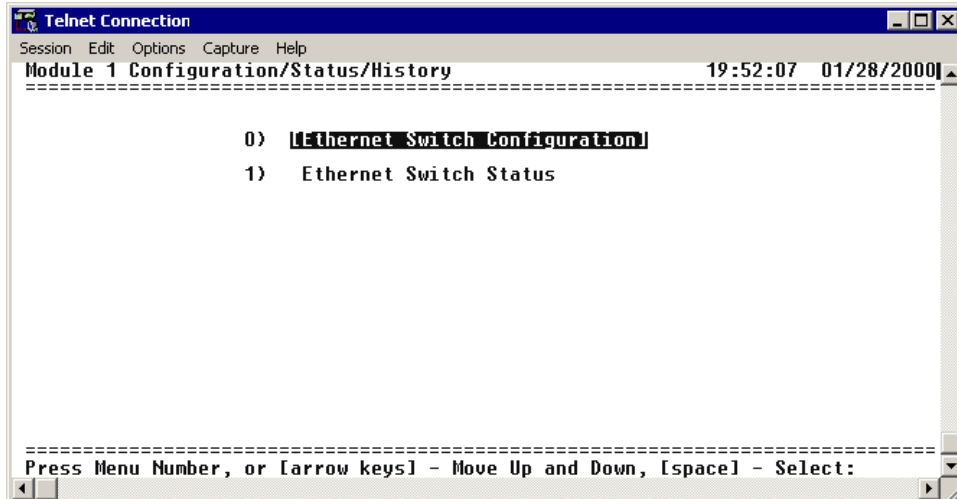 Telnet Connection
Session Edit Options Capture Help
Module 1 Configuration/Status/History 19:52:07 01/28/2000
================================================================================
0) [Ethernet Switch Configuration]
1) Ethernet Switch Status
================================================================================
Press Menu Number, or [arrow keys] - Move Up and Down, [space] - Select: